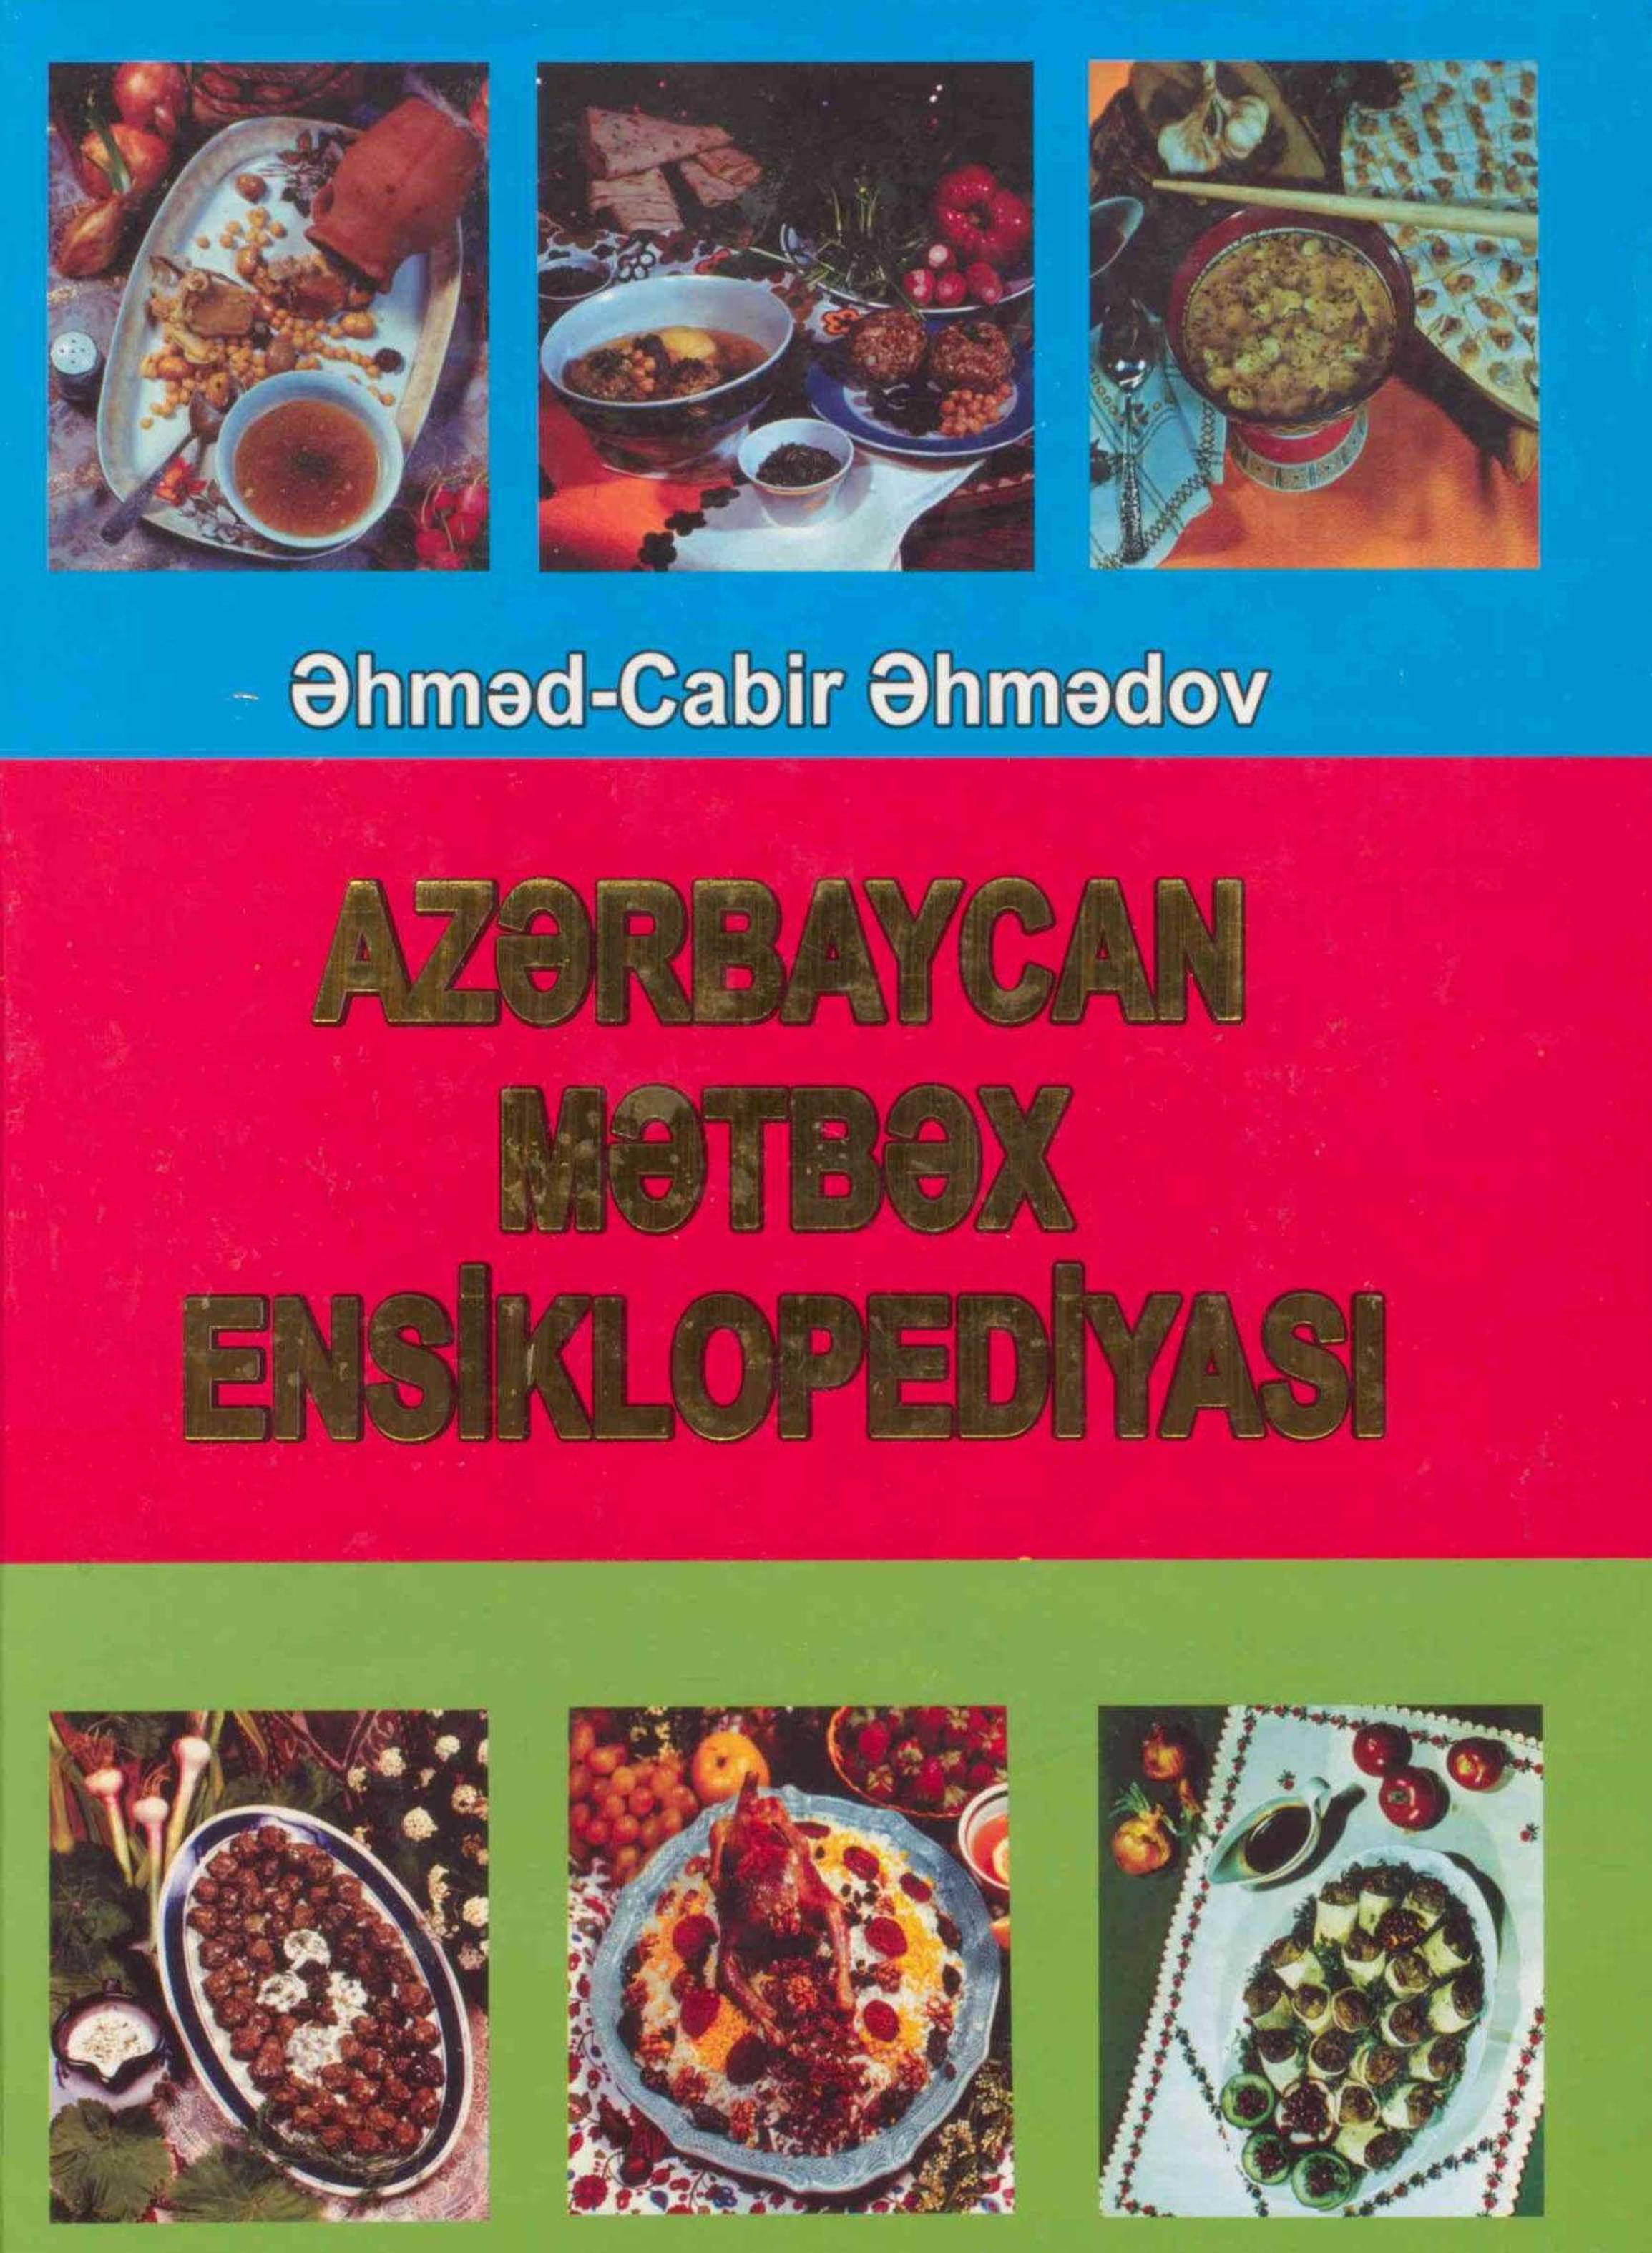 Əhməd-Cabir Əhmədov
AZƏRBAYCAN
MƏTBƏX
ENSİKLOPEDİYASI